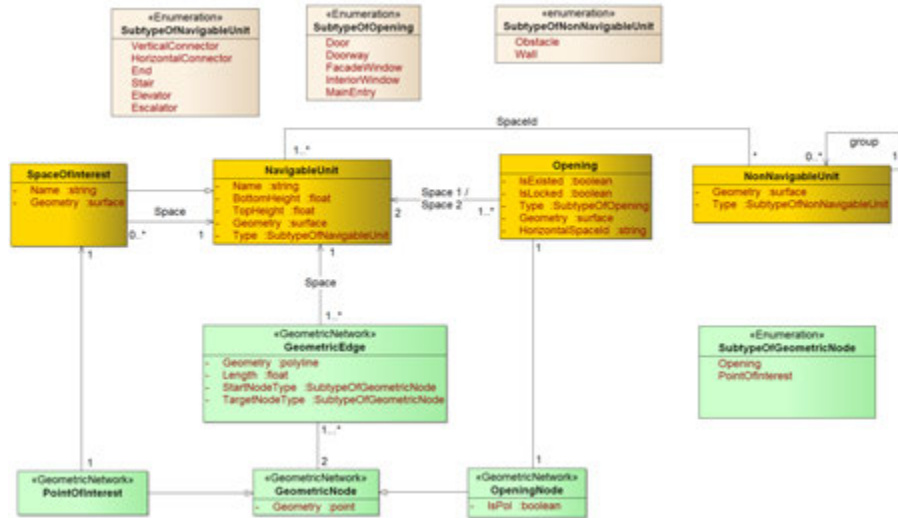 «Enumeration»
SubtypeOfNavigableUnit
VerticalConnector
HorizontalConnector
End
Stair
Elevator
Escalator
«Enumeration»
SubtypeOfOpening
Door
Doorway
FacadeWindow
InteriorWindow
MainEntry
«enumeration»
SubtypeOfNonNavigableUnit
Obstacle
Wall
SpaceId
1..*
*
0..*
group
1
SpaceOfInterest
- Name :string
- Geometry :surface
Space
0..*
1
NavigableUnit
- Name :string
- BottomHeight :float
- TopHeight :float
- Geometry :surface
- Type :SubtypeOfNavigableUnit
Space 1 /
Space 2
2
1..*
Opening
- IsExisted :boolean
- IsLocked :boolean
- Type :SubtypeOfOpening
- Geometry :surface
- HorizontalSpaceId :string
NonNavigableUnit
- Geometry :surface
- Type :SubtypeOfNonNavigableUnit
1
1
1
Space
1..*
«GeometricNetwork»
GeometricEdge
- Geometry :polyline
- Length :float
- StartNodeType :SubtypeOfGeometricNode
- TargetNodeType :SubtypeOfGeometricNode
«Enumeration»
SubtypeOfGeometricNode
Opening
PointOfInterest
1..*
1
2
1
«GeometricNetwork»
PointOfInterest
«GeometricNetwork»
GeometricNode
- Geometry :point
«GeometricNetwork»
OpeningNode
- IsPoI :boolean